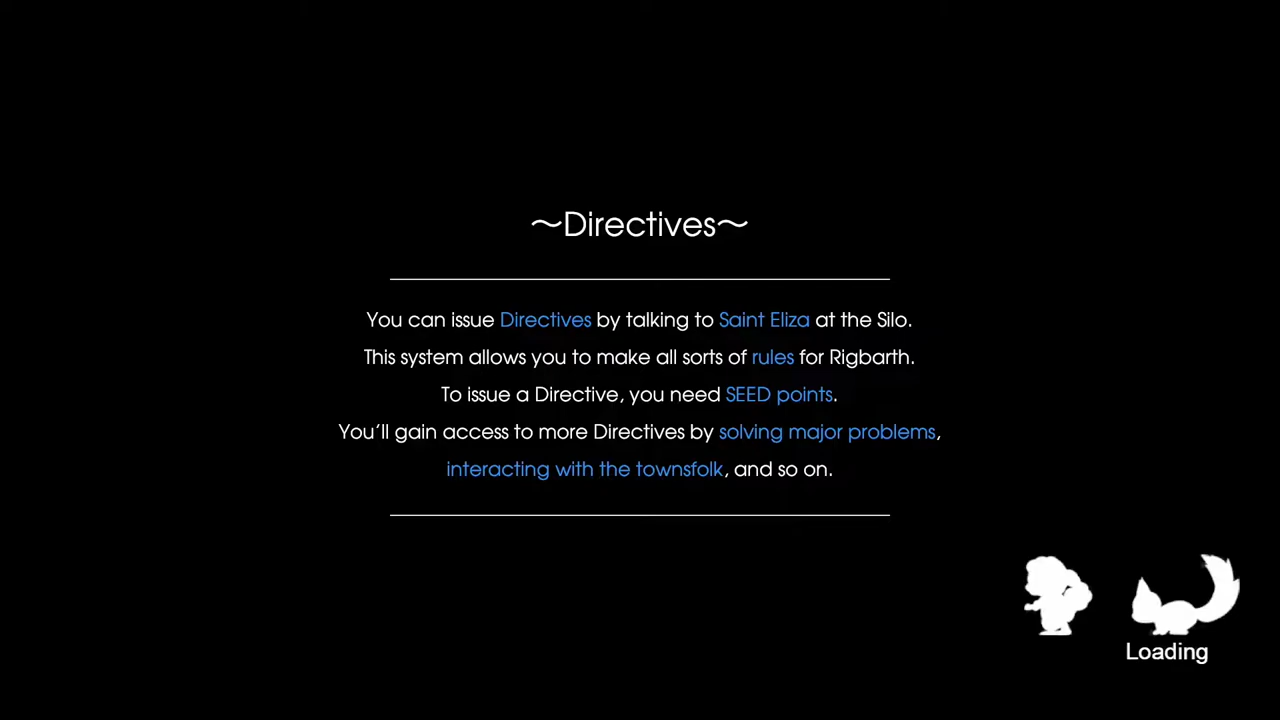 ～Directives～
You can issue Directives by talking to Saint Eliza at the Silo.
This system allows you to make all sorts of rules for Rigbarth.
To issue a Directive, you need SEED points.
You’ll gain access to more Directives by solving major problems,
interacting with the townsfolk, and so on.
Loading